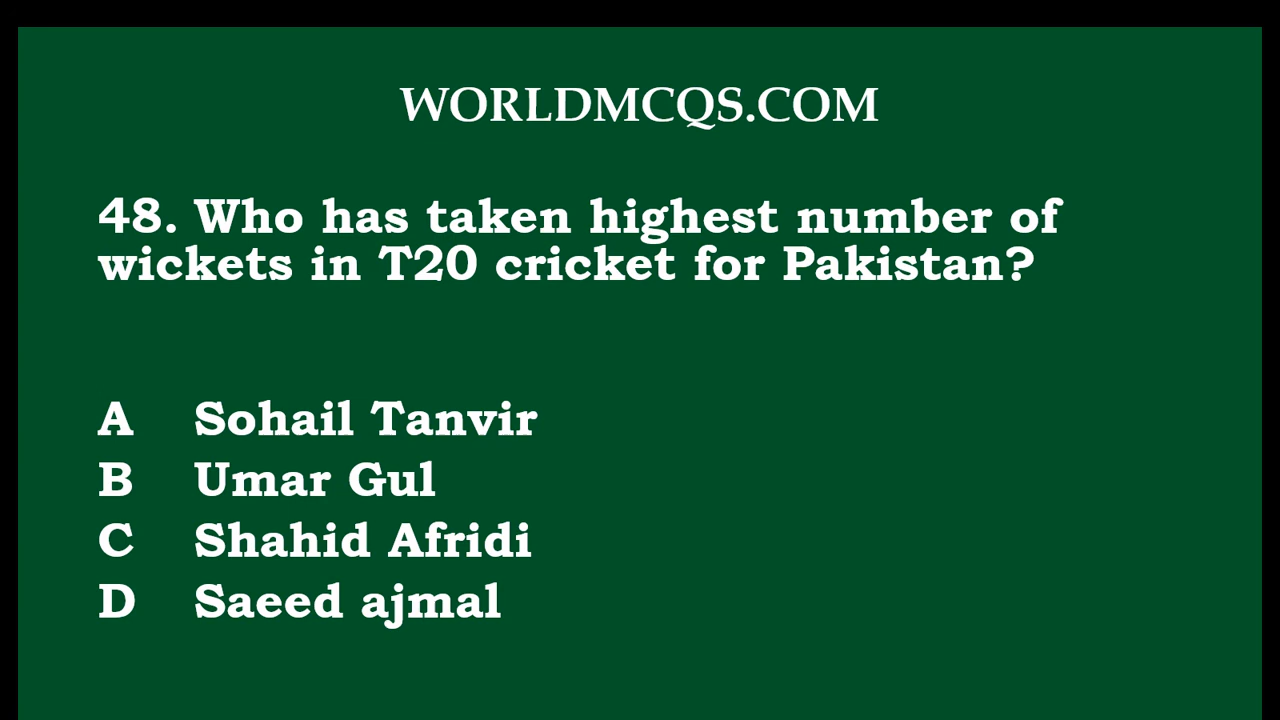 WORLDMCQS.COM
48. Who has taken highest number of
wickets in T20 cricket for Pakistan?
A Sohail Tanvir
B Umar Gul
C Shahid Afridi
D Saeed ajmal